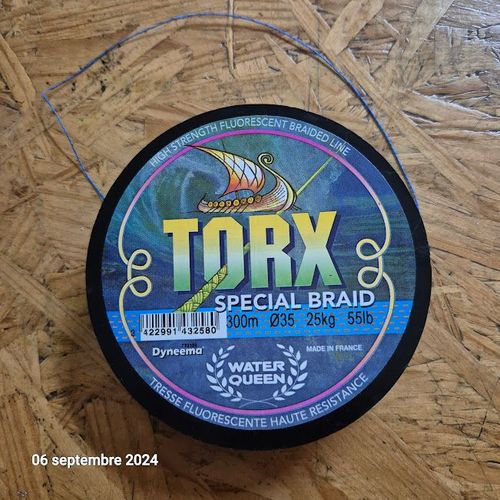 HIGH STRENGTH FLUORESCENT BRAIDED LINE
TORX
SPECIAL BRAID
300m Ø35 25kg 55lb
3 422991 432580
Dyneema
MADE IN FRANCE
WATER
QUEEN
TRESSE FLUORESCENTE HAUTE RESISTANCE
06 septembre 2024